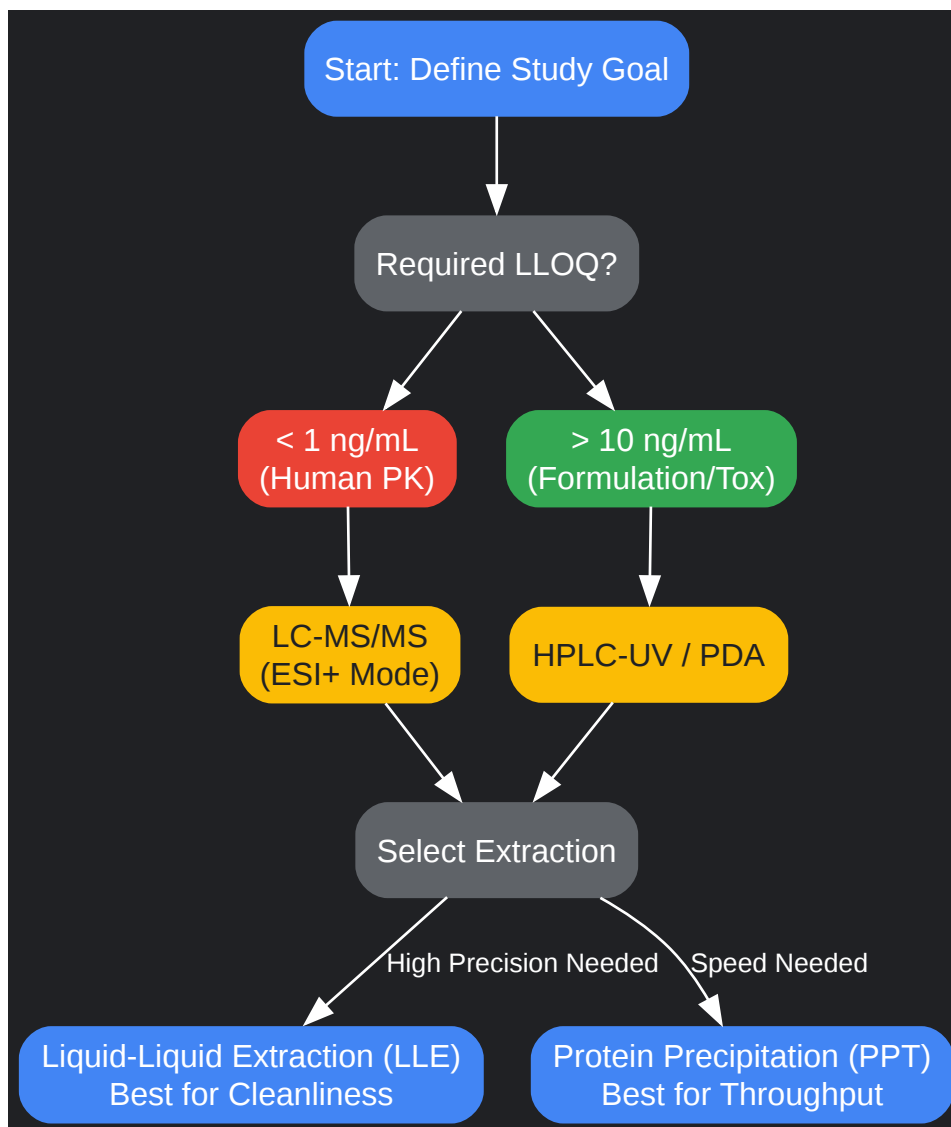 Start: Define Study Goal
Required LLOQ?
< 1 ng/mL
(Human PK)
> 10 ng/mL
(Formulation/Tox)
LC-MS/MS
(ESI+ Mode)
HPLC-UV / PDA
Select Extraction
High Precision Needed
Speed Needed
Liquid-Liquid Extraction (LLE)
Best for Cleanliness
Protein Precipitation (PPT)
Best for Throughput